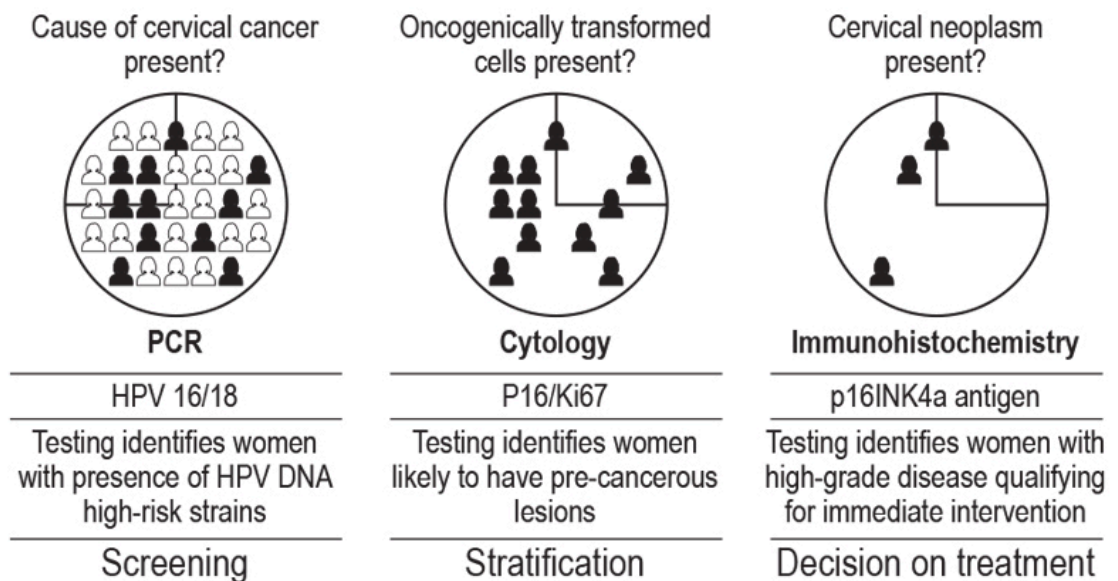 Cause of cervical cancer
present?
PCR
HPV 16/18
Testing identifies women
with presence of HPV DNA
high-risk strains
Screening
Oncogenically transformed
cells present?
Cytology
P16/Ki67
Testing identifies women
likely to have pre-cancerous
lesions
Stratification
Cervical neoplasm
present?
Immunohistochemistry
p16INK4a antigen
Testing identifies women with
high-grade disease qualifying
for immediate intervention
Decision on treatment